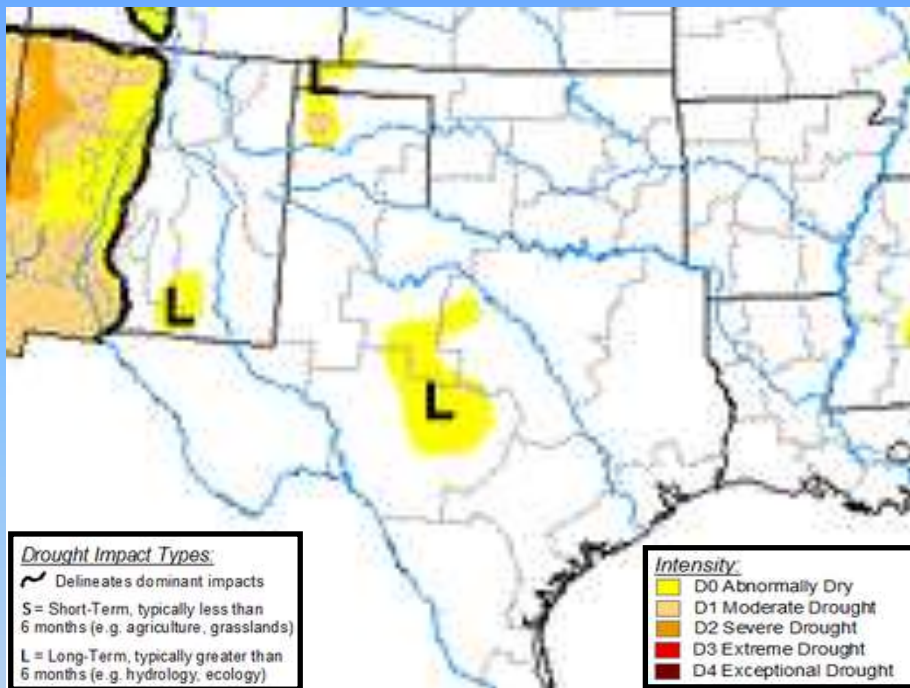 L
L
L
Drought Impact Types:
Delineates dominant impacts
S = Short-Term, typically less than
6 months (e.g. agriculture, grasslands)
L = Long-Term, typically greater than
6 months (e.g. hydrology, ecology)
Intensity:
D0 Abnormally Dry
D1 Moderate Drought
D2 Severe Drought
D3 Extreme Drought
D4 Exceptional Drought